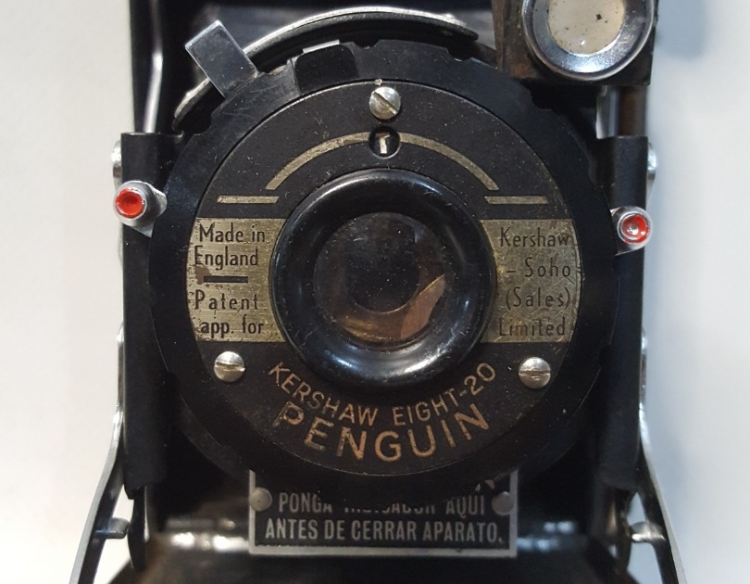 T
Made in
England
Patent
app. for
Kershaw
– Soho
(Sales)
Limited
KERSHAW EIGHT-20
PENGUIN
PONGA INDICADOR AQUI
ANTES DE CERRAR APARATO.